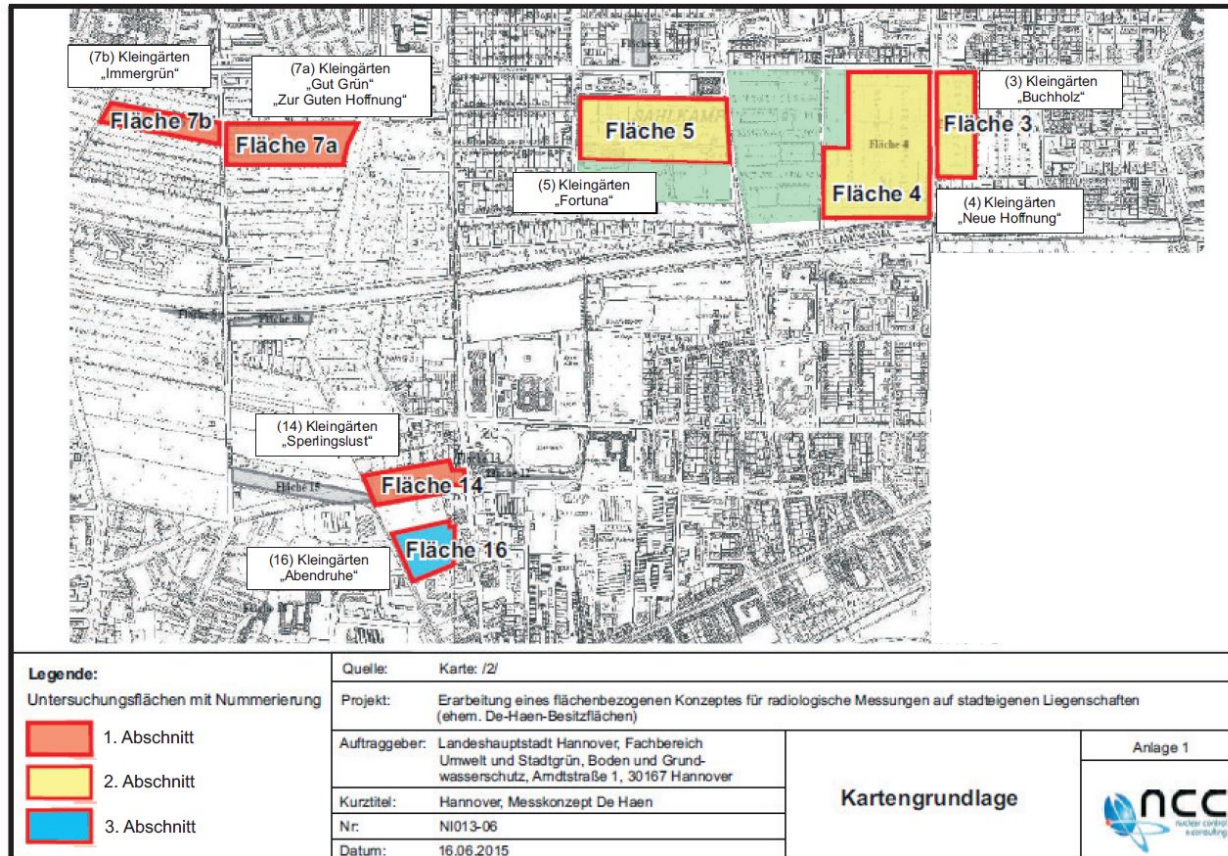 (7b) Kleingärten
„Immergrün“
(7a) Kleingärten
„Gut Grün“
„Zur Guten Hoffnung“
(3) Kleingärten
„Buchholz“
Fläche 7b
Fläche 7a
Fläche 5
Fläche 3
Fläche 4
Fläche 4
(5) Kleingärten
„Fortuna“
(4) Kleingärten
„Neue Hoffnung“
(14) Kleingärten
„Sperlingslust“
Fläche 14
Fläche 15
Fläche 16
(16) Kleingärten
„Abendruhe“
Legende:
Untersuchungsflächen mit Nummerierung
1. Abschnitt
2. Abschnitt
3. Abschnitt
Quelle: Karte: /2/
Projekt: Erarbeitung eines flächenbezogenen Konzeptes für radiologische Messungen auf stadteigenen Liegenschaften
(ehem. De-Haen-Besitzflächen)
Auftraggeber: Landeshauptstadt Hannover, Fachbereich
Umwelt und Stadtgrün, Boden und Grund-
wasserschutz, Arndtstraße 1, 30167 Hannover
Kurztitel: Hannover, Messkonzept De Haen
Nr: NI013-06
Datum: 16.06.2015
Kartengrundlage
Anlage 1
ncc
nuclear control
& consulting